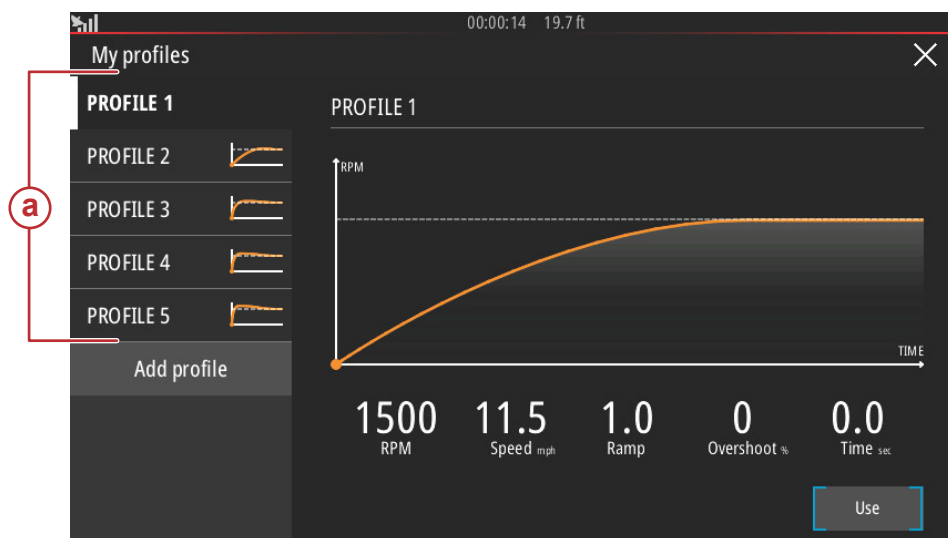 00:00:14 19.7 ft
My profiles
PROFILE 1
PROFILE 2
PROFILE 3
PROFILE 4
PROFILE 5
Add profile
a
PROFILE 1
RPM
TIME
1500 11.5 1.0 0 0.0
RPM Speed mph Ramp Overshoot % Time sec
Use